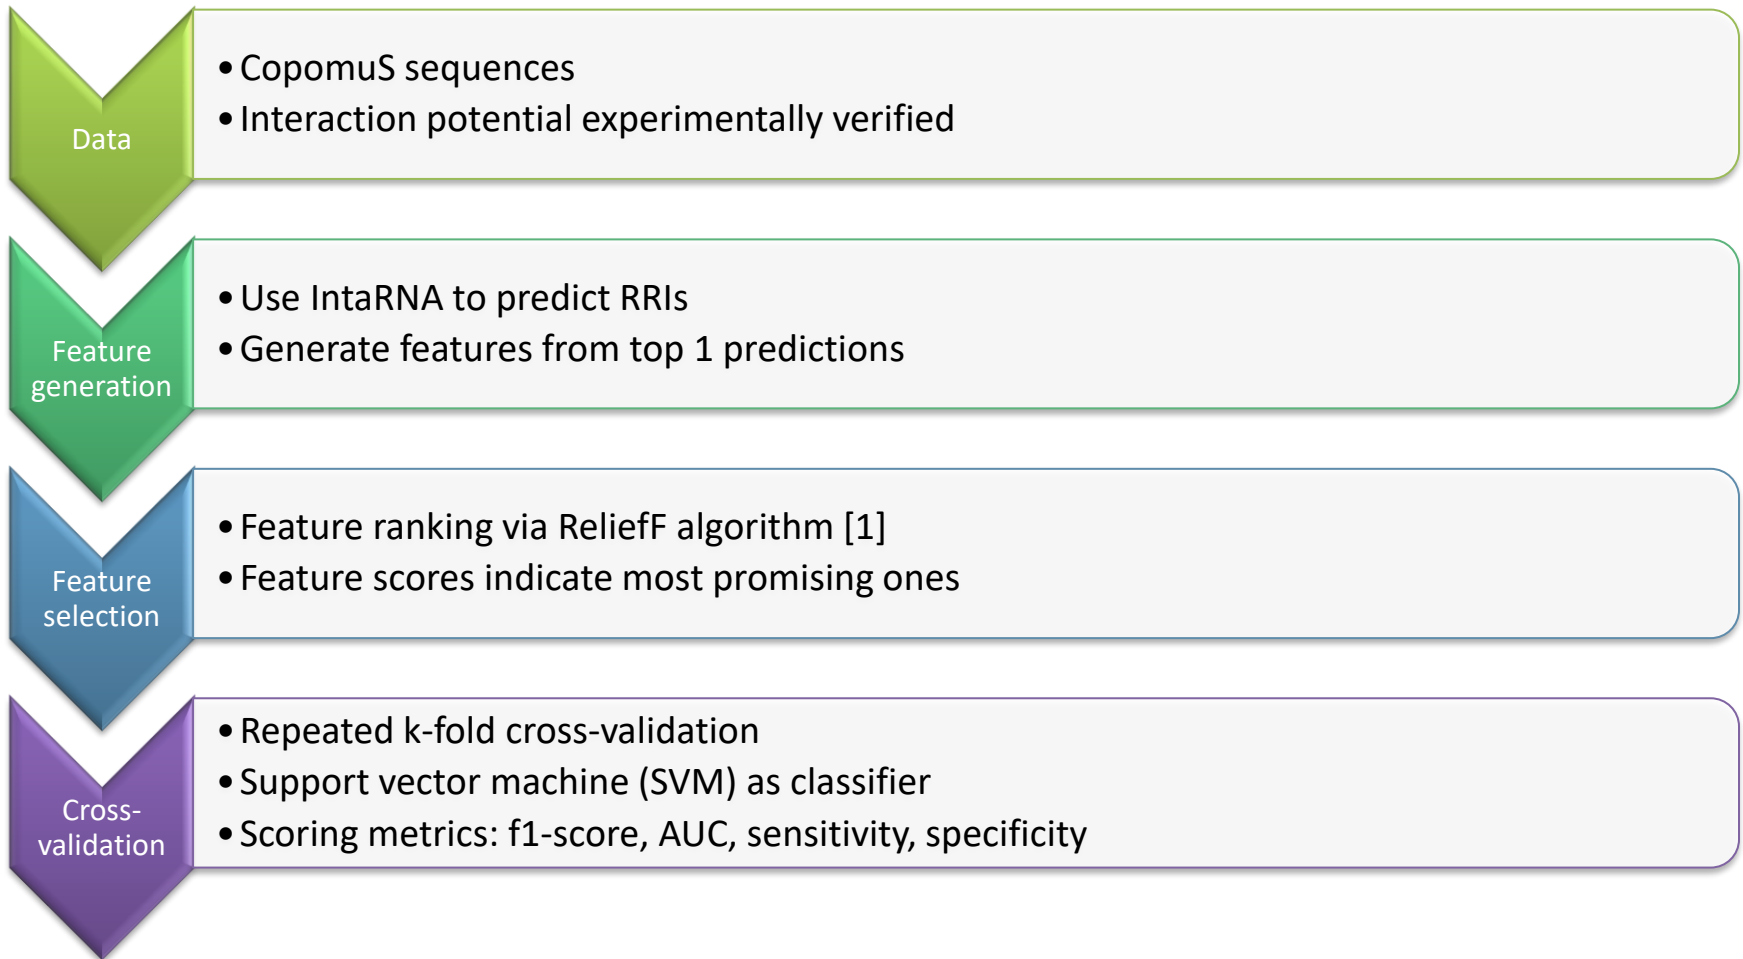 Data
• CopomuS sequences
• Interaction potential experimentally verified
Feature
generation
• Use IntaRNA to predict RRIs
• Generate features from top 1 predictions
Feature
selection
• Feature ranking via ReliefF algorithm [1]
• Feature scores indicate most promising ones
Cross-
validation
• Repeated k-fold cross-validation
• Support vector machine (SVM) as classifier
• Scoring metrics: f1-score, AUC, sensitivity, specificity